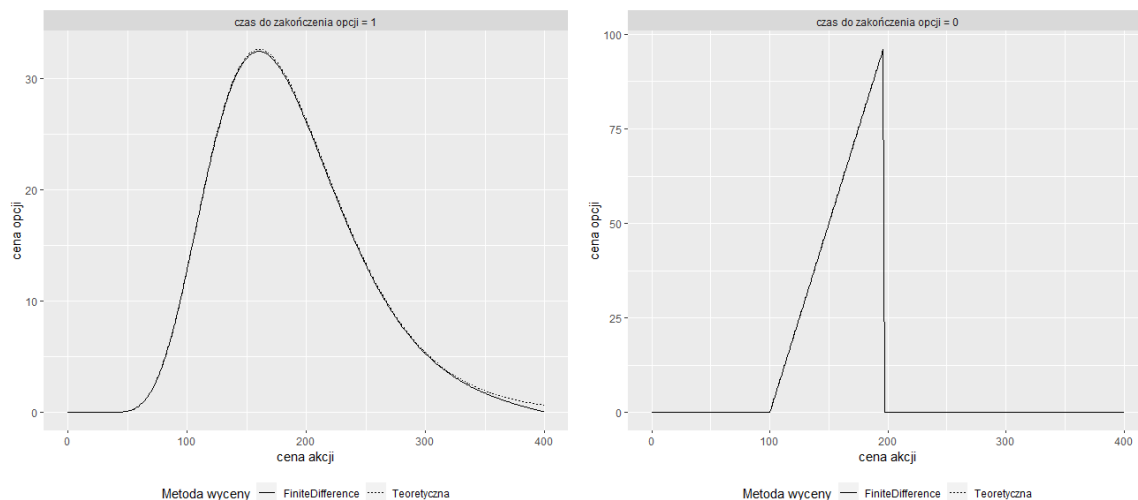 czas do zakończenia opcji = 1
cena opcji
30
20
10
0
0 100 200 300 400
cena akcji
Metoda wyceny FiniteDifference Teoretyczna
czas do zakończenia opcji = 0
cena opcji
100
75
50
25
0
0 100 200 300 400
cena akcji
Metoda wyceny FiniteDifference Teoretyczna